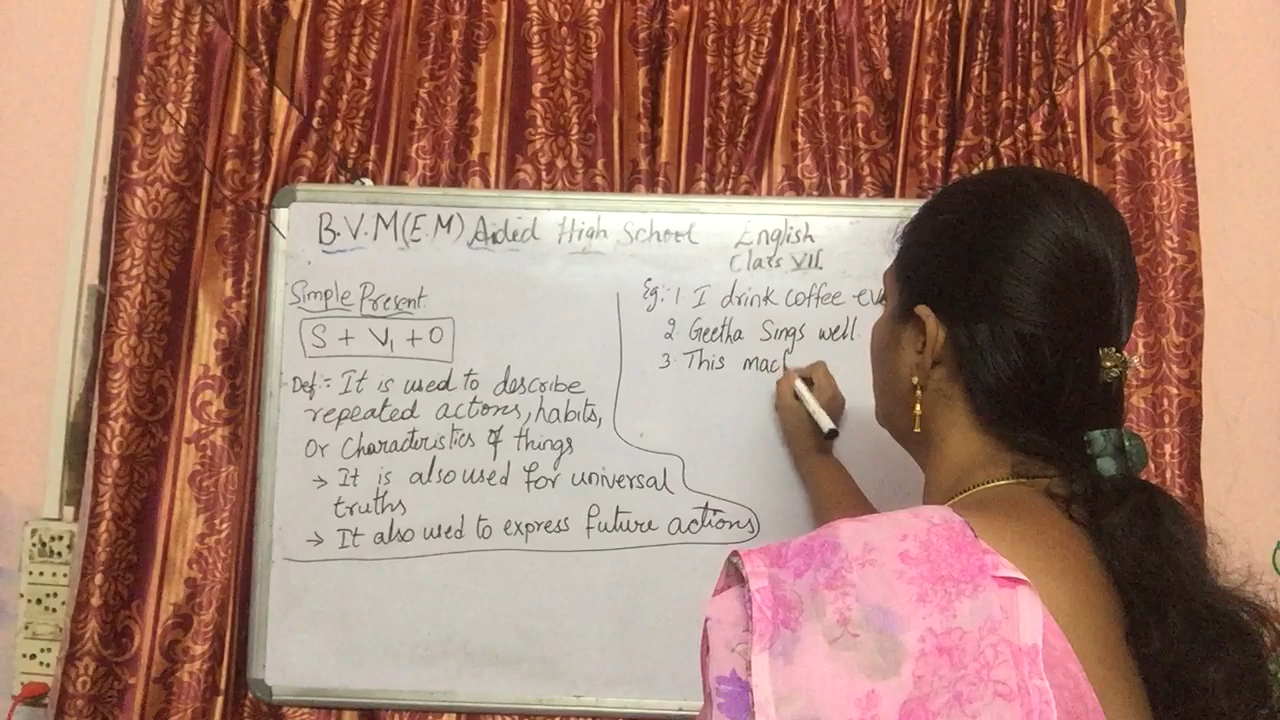 B.V.M(E.M) Aided High School English
Class VII
Simple Present
S + V₁ + O
Def:- It is used to describe
repeated actions, habits,
Or Characteristics of things
→ It is also used for universal
truths
→ It also used to express future actions
Eg:- 1 I drink coffee
2. Geetha Sings well.
3. This